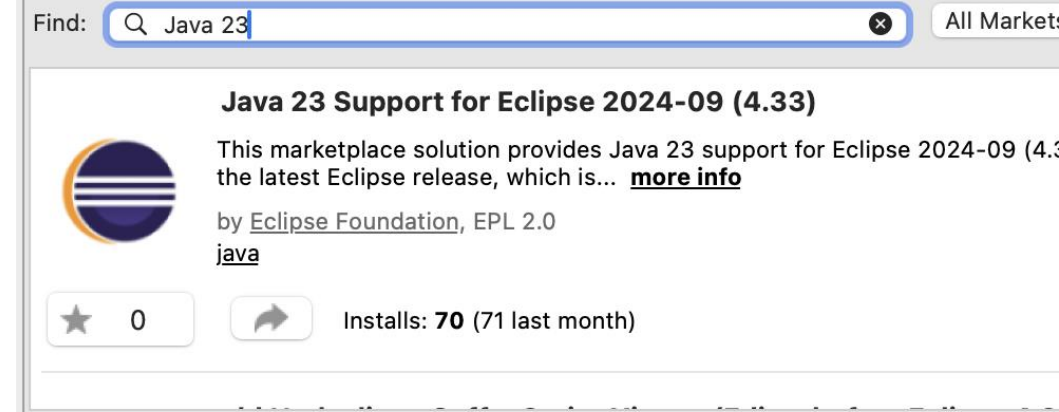 Find: Java 23 All Markets
Java 23 Support for Eclipse 2024-09 (4.33)
This marketplace solution provides Java 23 support for Eclipse 2024-09 (4.3
the latest Eclipse release, which is... more info
by Eclipse Foundation, EPL 2.0
java
0 Installs: 70 (71 last month)